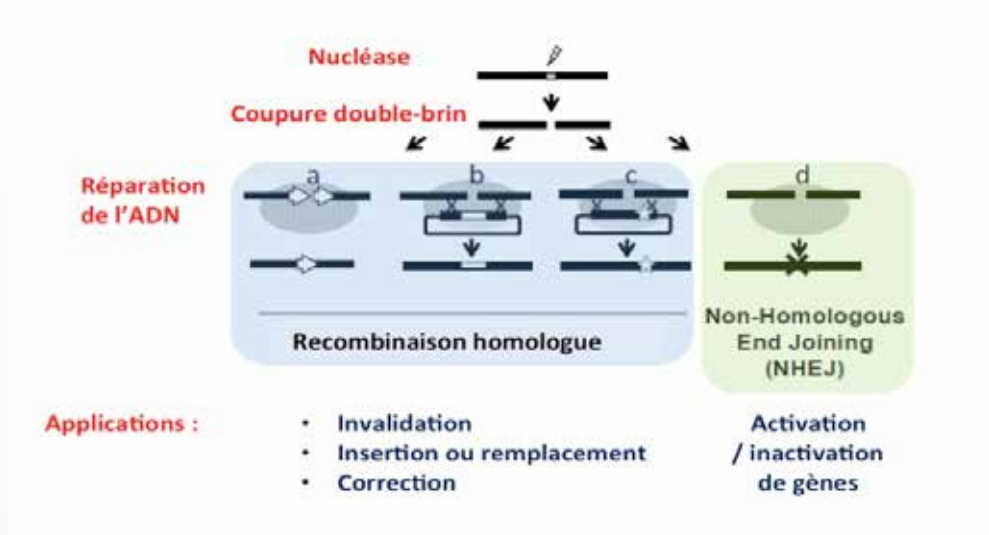 Nucléase
Coupure double-brin
Réparation
de l'ADN
a
b
c
d
Recombinaison homologue
Non-Homologous
End Joining
(NHEJ)
Applications :
• Invalidation
• Insertion ou remplacement
• Correction
Activation
/ inactivation
de gènes